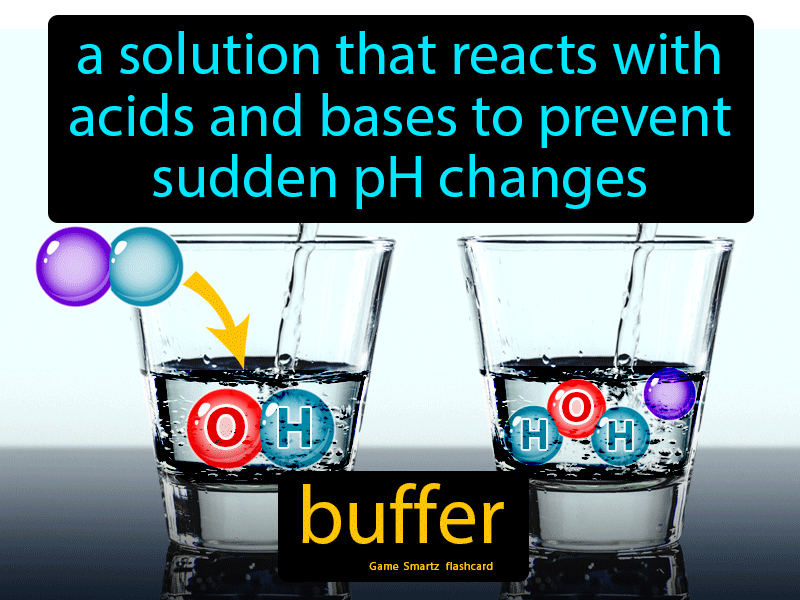 a solution that reacts with
acids and bases to prevent
sudden pH changes
O H
H O H
buffer
Game Smartz flashcard